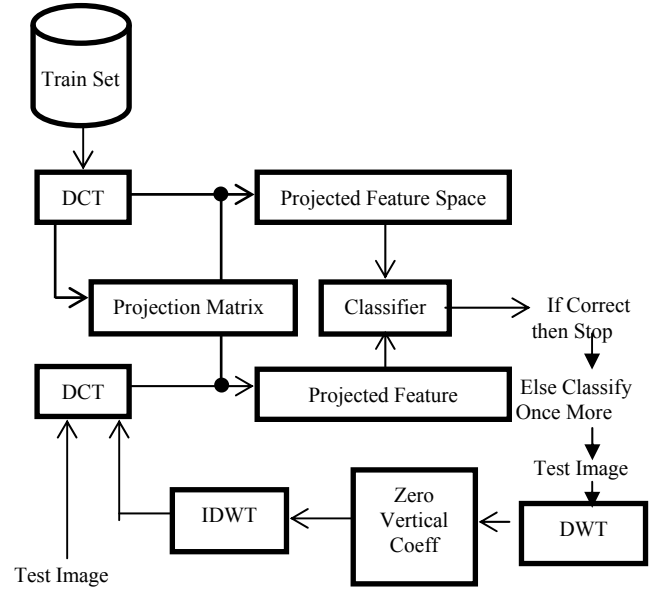 Train Set
DCT
Projected Feature Space
Projection Matrix
Classifier
If Correct
then Stop
DCT
Projected Feature
Else Classify
Once More
Test Image
IDWT
Zero
Vertical
Coeff
DWT
Test Image